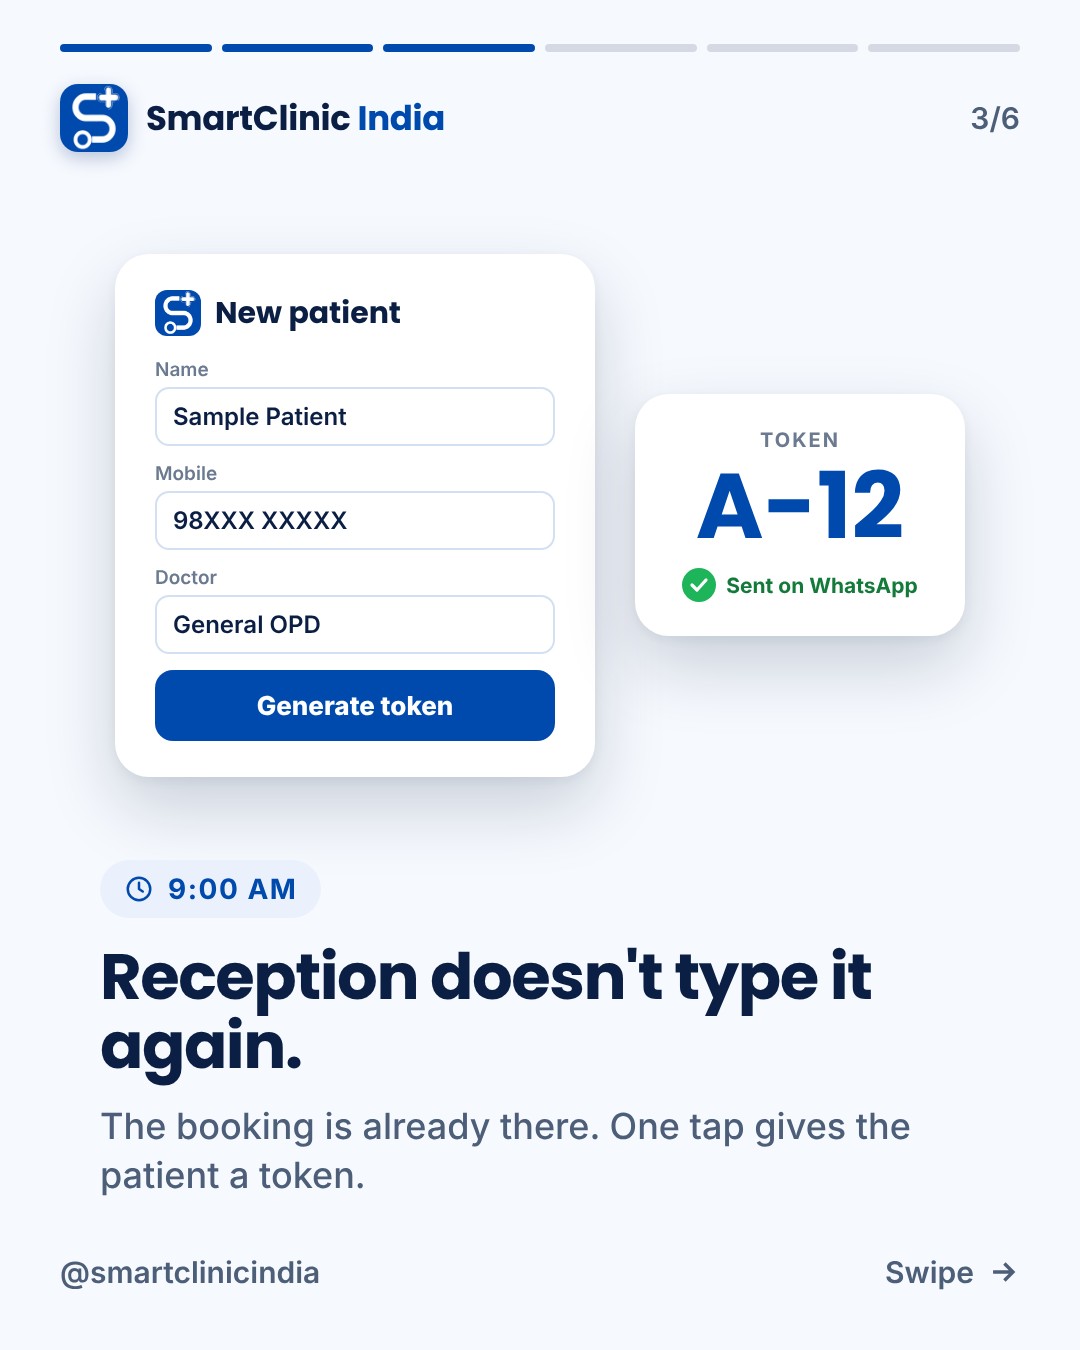 SmartClinic India
3/6
New patient
Name
Sample Patient
Mobile
98XXX XXXXX
Doctor
General OPD
Generate token
TOKEN
A-12
Sent on WhatsApp
9:00 AM
Reception doesn't type it
again.
The booking is already there. One tap gives the
patient a token.
@smartclinicindia
Swipe →